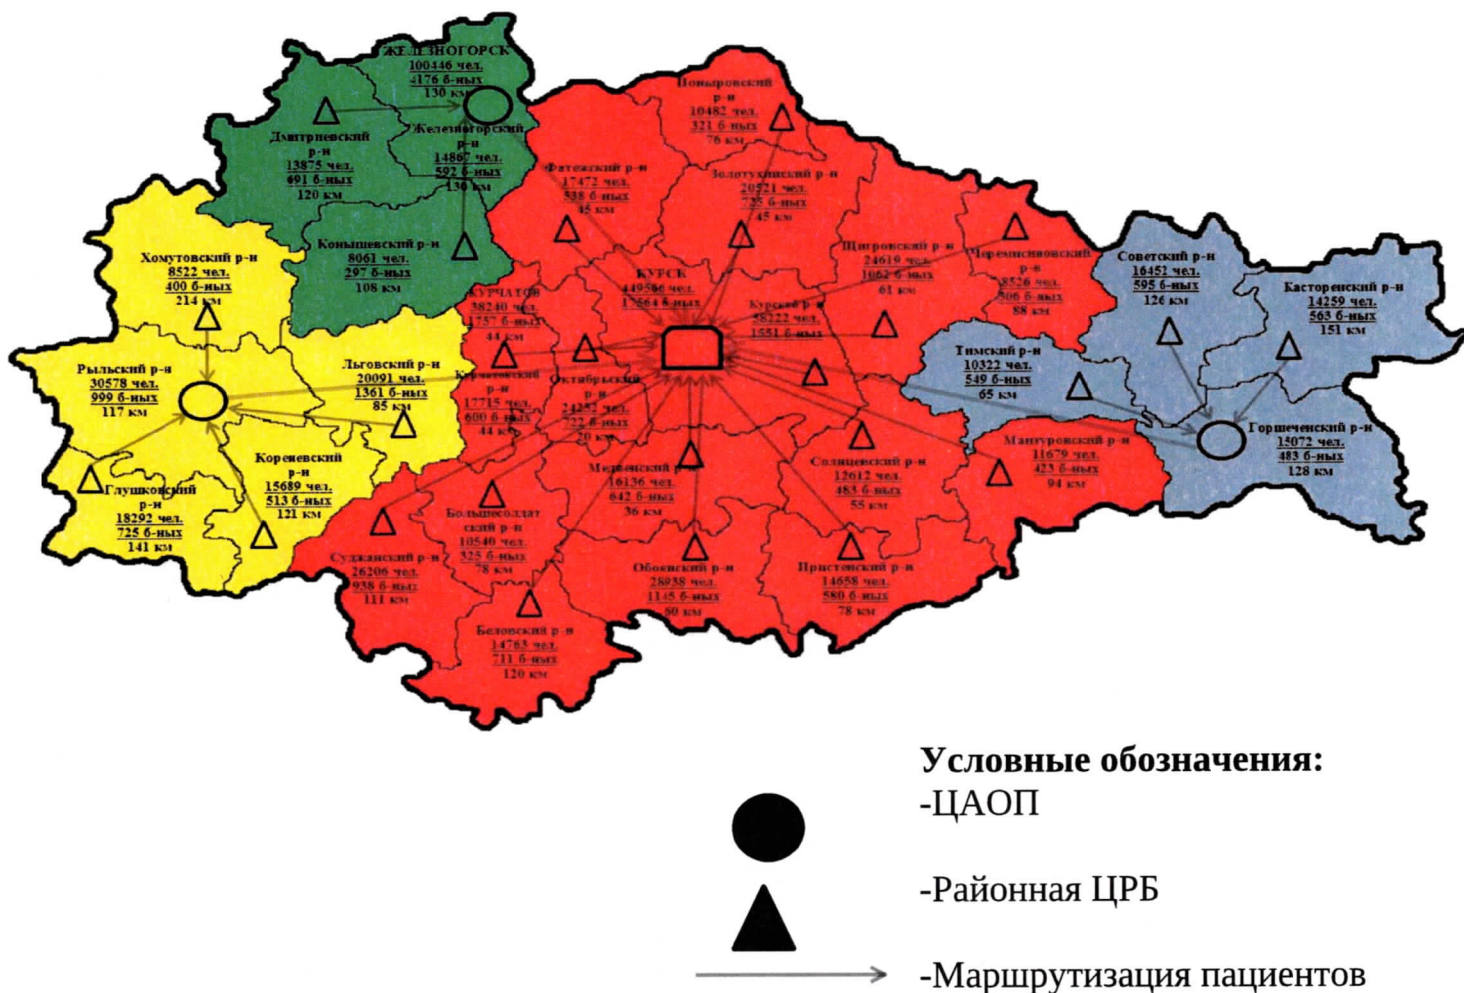 ЖЕЛЕЗНОГОРСК
100446 чел.
4176 б-ных
130 км
Дмитриевский
р-н
13875 чел.
691 б-ных
120 км
Железногорский
р-н
14867 чел.
592 б-ных
130 км
Конышевский р-н
8061 чел.
297 б-ных
108 км
Хомутовский р-н
8522 чел.
400 б-ных
214 км
Рыльский р-н
30578 чел.
999 б-ных
117 км
Льговский р-н
20091 чел.
1361 б-ных
85 км
Кореневский
р-н
15689 чел.
513 б-ных
121 км
Глушковский
р-н
18292 чел.
725 б-ных
141 км
Поныровский
р-н
10482 чел.
321 б-ных
76 км
Фатежский р-н
17472 чел.
538 б-ных
45 км
Золотухинский р-н
20521 чел.
735 б-ных
45 км
Щигровский р-н
24619 чел.
1062 б-ных
61 км
Черемисиновский
р-н
8526 чел.
306 б-ных
88 км
КУРСК
449566 чел.
17564 б-ных
Курский р-н
58222 чел.
1551 б-ных
КУРЧАТОВ
38240 чел.
1757 б-ных
44 км
Курчатовский
р-н
17715 чел.
600 б-ных
44 км
Октябрьский
р-н
24252 чел.
722 б-ных
20 км
Медвенский р-н
16136 чел.
642 б-ных
36 км
Солнцевский р-н
12612 чел.
483 б-ных
55 км
Мантуровский р-н
11679 чел.
423 б-ных
94 км
Большесолдат
ский р-н
10540 чел.
325 б-ных
78 км
Суджанский р-н
26206 чел.
938 б-ных
111 км
Беловский р-н
14763 чел.
711 б-ных
120 км
Обоянский р-н
28938 чел.
1145 б-ных
60 км
Пристенский р-н
14658 чел.
580 б-ных
78 км
Советский р-н
16452 чел.
595 б-ных
126 км
Касторенский р-н
14259 чел.
563 б-ных
151 км
Тимский р-н
10322 чел.
549 б-ных
65 км
Горшеченский р-н
15072 чел.
483 б-ных
128 км
Условные обозначения:
-ЦАОП
-Районная ЦРБ
-Маршрутизация пациентов